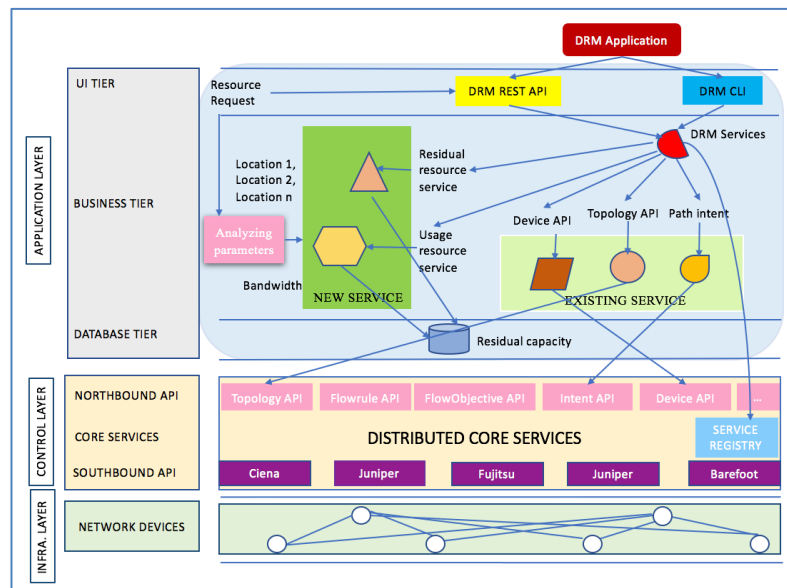 DRM Application
UI TIER
Resource
Request
DRM REST API
DRM CLI
DRM Services
APPLICATION LAYER
Location 1,
Location 2,
Location n
Residual
resource
service
BUSINESS TIER
Device API
Topology API
Path intent
Analyzing
parameters
Usage
resource
service
Bandwidth
NEW SERVICE
EXISTING SERVICE
DATABASE TIER
Residual capacity
CONTROL LAYER
NORTHBOUND API
Topology API
Flowrule API
FlowObjective API
Intent API
Device API
...
CORE SERVICES
DISTRIBUTED CORE SERVICES
SERVICE
REGISTRY
SOUTHBOUND API
Ciena
Juniper
Fujitsu
Juniper
Barefoot
INFRA. LAYER
NETWORK DEVICES